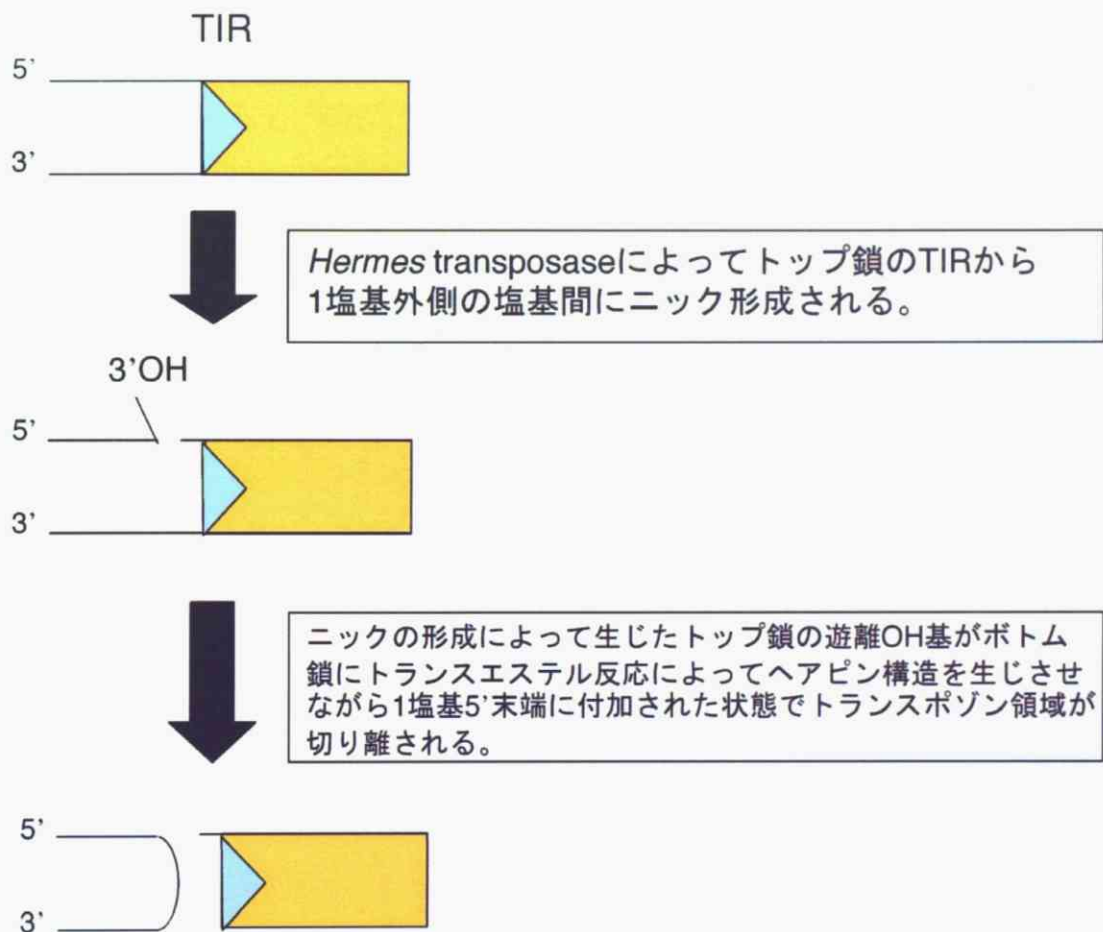 TIR
5’
3’
Hermes transposaseによってトップ鎖のTIRから
1塩基外側の塩基間にニック形成される。
3’OH
5’
3’
ニックの形成によって生じたトップ鎖の遊離OH基がボトム
鎖にトランスエステル反応によってヘアピン構造を生じさせ
ながら1塩基5’末端に付加された状態でトランスポゾン領域が
切り離される。
5’
3’